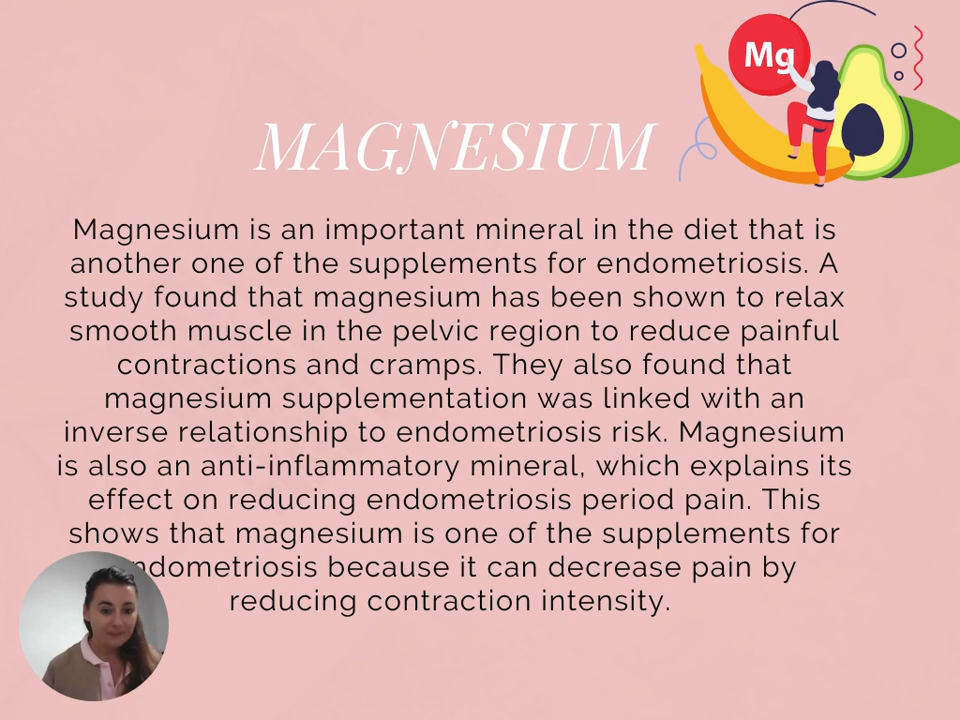 Mg
MAGNESIUM
Magnesium is an important mineral in the diet that is
another one of the supplements for endometriosis. A
study found that magnesium has been shown to relax
smooth muscle in the pelvic region to reduce painful
contractions and cramps. They also found that
magnesium supplementation was linked with an
inverse relationship to endometriosis risk. Magnesium
is also an anti-inflammatory mineral, which explains its
effect on reducing endometriosis period pain. This
shows that magnesium is one of the supplements for
ndometriosis because it can decrease pain by
reducing contraction intensity.